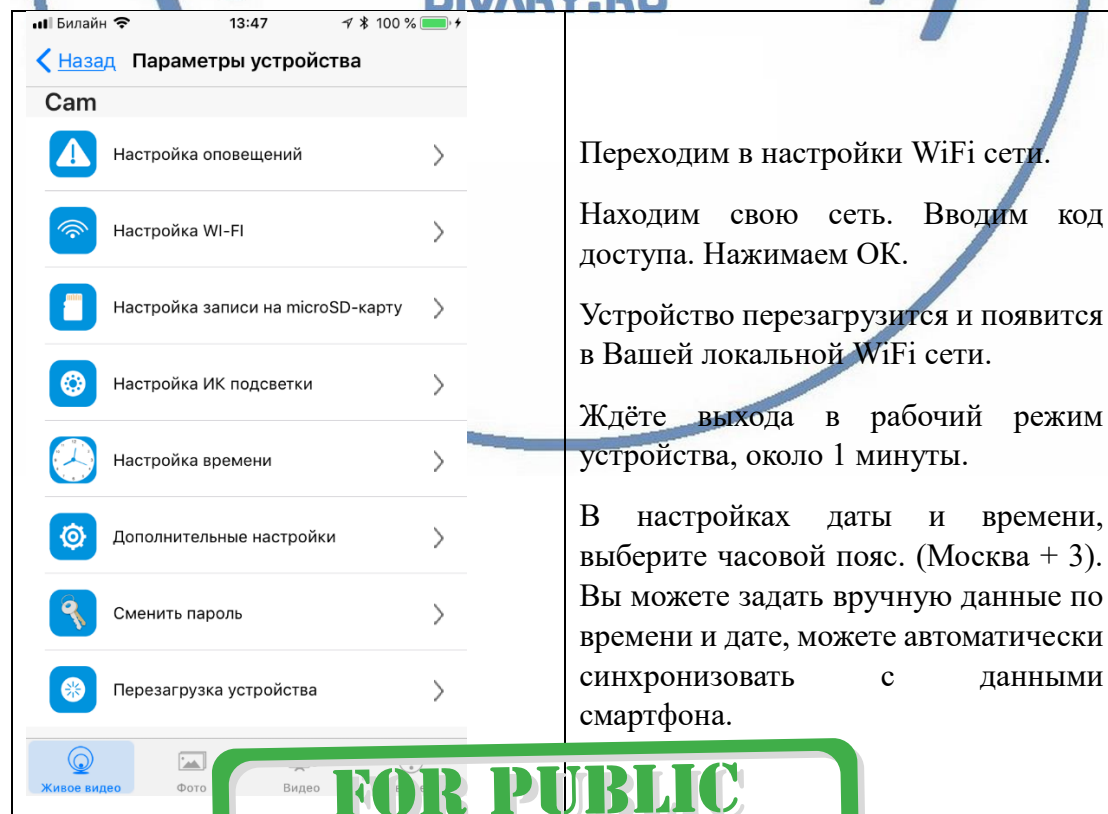 Билайн 13:47 100 %
Назад Параметры устройства
Cam
Настройка оповещений
Настройка WI-FI
Настройка записи на microSD-карту
Настройка ИК подсветки
Настройка времени
Дополнительные настройки
Сменить пароль
Перезагрузка устройства
Живое видео Фото Видео
Переходим в настройки WiFi сети.
Находим свою сеть. Вводим код
доступа. Нажимаем ОК.
Устройство перезагрузится и появится
в Вашей локальной WiFi сети.
Ждёте выхода в рабочий режим
устройства, около 1 минуты.
В настройках даты и времени,
выберите часовой пояс. (Москва + 3).
Вы можете задать вручную данные по
времени и дате, можете автоматически
синхронизовать с данными
смартфона.
FOR PUBLIC